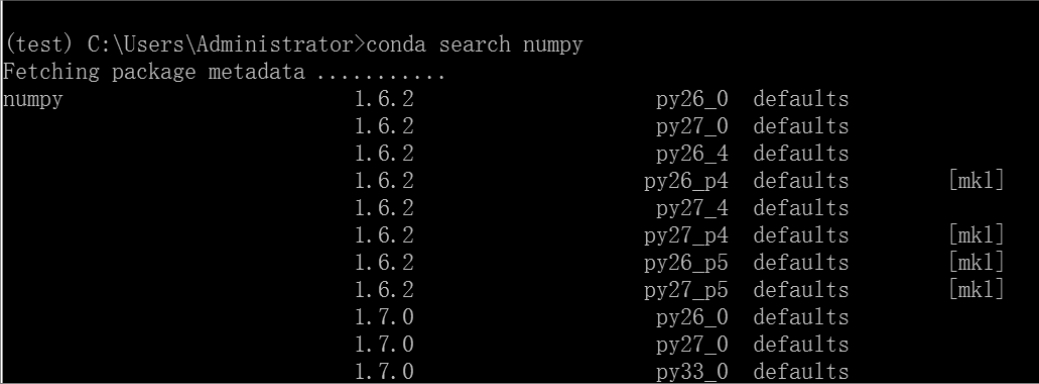 (test) C:\Users\Administrator>conda search numpy
Fetching package metadata ...........
numpy 1.6.2 py26_0 defaults
1.6.2 py27_0 defaults
1.6.2 py26_4 defaults
1.6.2 py26_p4 defaults [mkl]
1.6.2 py27_4 defaults
1.6.2 py27_p4 defaults [mkl]
1.6.2 py26_p5 defaults [mkl]
1.6.2 py27_p5 defaults [mkl]
1.7.0 py26_0 defaults
1.7.0 py27_0 defaults
1.7.0 py33_0 defaults